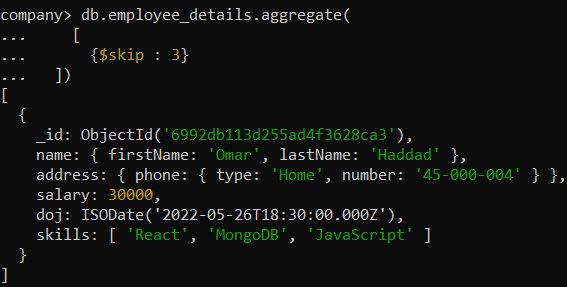 company> db.employee_details.aggregate(
... [
... {$skip : 3}
... ])
[
{
_id: ObjectId('6992db113d255ad4f3628ca3'),
name: { firstName: 'Omar', lastName: 'Haddad' },
address: { phone: { type: 'Home', number: '45-000-004' } },
salary: 30000,
doj: ISODate('2022-05-26T18:30:00.000Z'),
skills: [ 'React', 'MongoDB', 'JavaScript' ]
}
]